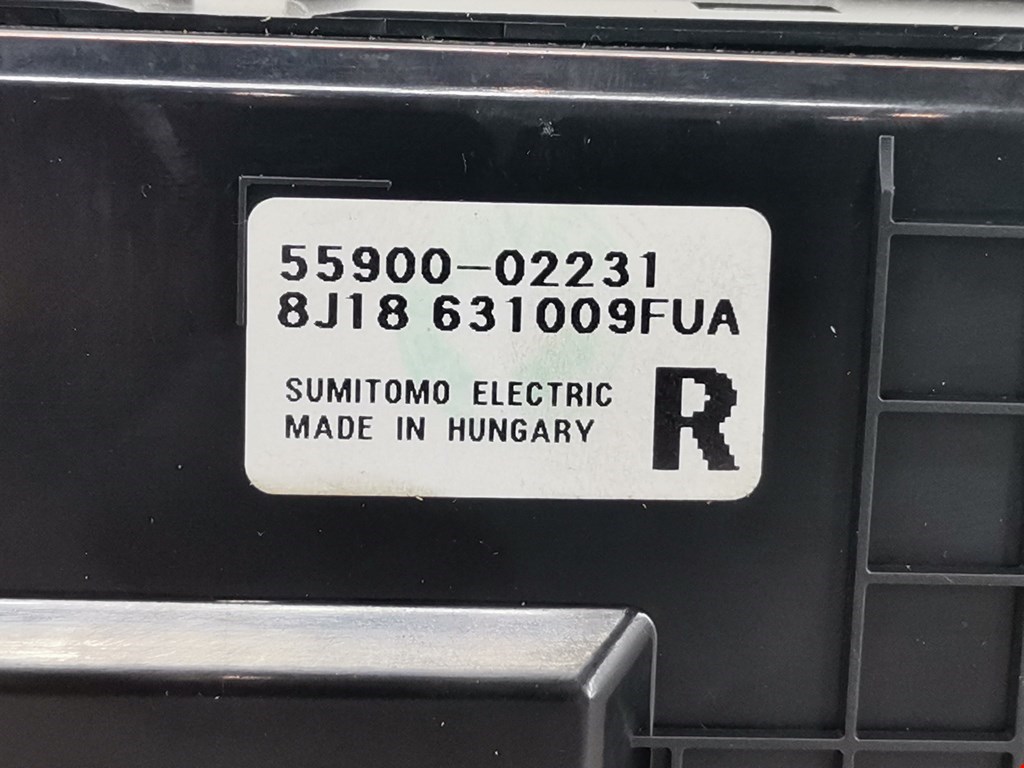 55900-02231
8J18 631009FUA
SUMITOMO ELECTRIC
MADE IN HUNGARY
R